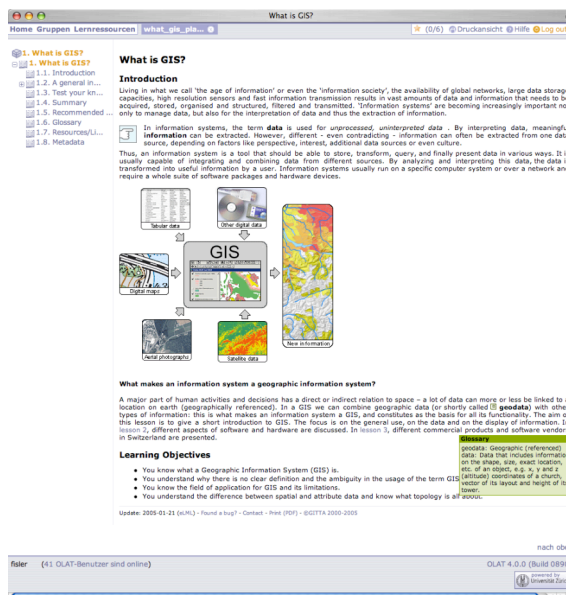 What is GIS?
Home Gruppen Lernressourcen what_gis_pla...
(0/6) Druckansicht Hilfe Log out
1. What is GIS?
1. What is GIS?
1.1. Introduction
1.2. A general in...
1.3. Test your kn...
1.4. Summary
1.5. Recommended ...
1.6. Glossary
1.7. Resources/Li...
1.8. Metadata
What is GIS?
Introduction
Living in what we call 'the age of information' or even the 'information society', the availability of global networks, large data storage
capacities, high resolution sensors and fast information transmission results in vast amounts of data and information that needs to b
acquired, stored, organised and structured, filtered and transmitted. 'Information systems' are becoming increasingly important no
only to manage data, but also for the interpretation of data and thus the extraction of information.
In information systems, the term data is used for unprocessed, uninterpreted data . By interpreting data, meaningful
information can be extracted. However, different - even contradicting - information can often be extracted from one data
source, depending on factors like perspective, interest, additional data sources or even culture.
Thus, an information system is a tool that should be able to store, transform, query, and finally present data in various ways. It i
usually capable of integrating and combining data from different sources. By analyzing and interpreting this data, the data i
transformed into useful information by a user. Information systems usually run on a specific computer system or over a network and
require a whole suite of software packages and hardware devices.
Tabular data
Other digital data
GIS
Digital maps
Aerial photographs
Satellite data
New information
What makes an information system a geographic information system?
A major part of human activities and decisions has a direct or indirect relation to space – a lot of data can more or less be linked to a
location on earth (geographically referenced). In a GIS we can combine geographic data (or shortly called geodata) with othe
types of information: this is what makes an information system a GIS, and constitutes as the basis for all its functionality. The aim o
this lesson is to give a short introduction to GIS. The focus is on the general use, on the data and on the display of information. In
lesson 2, different aspects of software and hardware are discussed. In lesson 3, different commercial products and software vendor
in Switzerland are presented.
Glossary
geodata: Geographic (referenced)
data: Data that includes information
on the shape, size, exact location,
etc. of an object, e.g. x, y and z
(altitude) coordinates of a church,
vector of its layout and height of its
tower.
Learning Objectives
You know what a Geographic Information System (GIS) is.
You understand why there is no clear definition and the ambiguity in the usage of the term GIS
You know the field of application for GIS and its limitations.
You understand the difference between spatial and attribute data and know what topology is all about.
Update: 2005-01-21 (eLML) - Found a bug? - Contact - Print (PDF) - ©GITTA 2000-2005
nach obe
fisler (41 OLAT-Benutzer sind online)
OLAT 4.0.0 (Build 089
powered by
Universität Züric